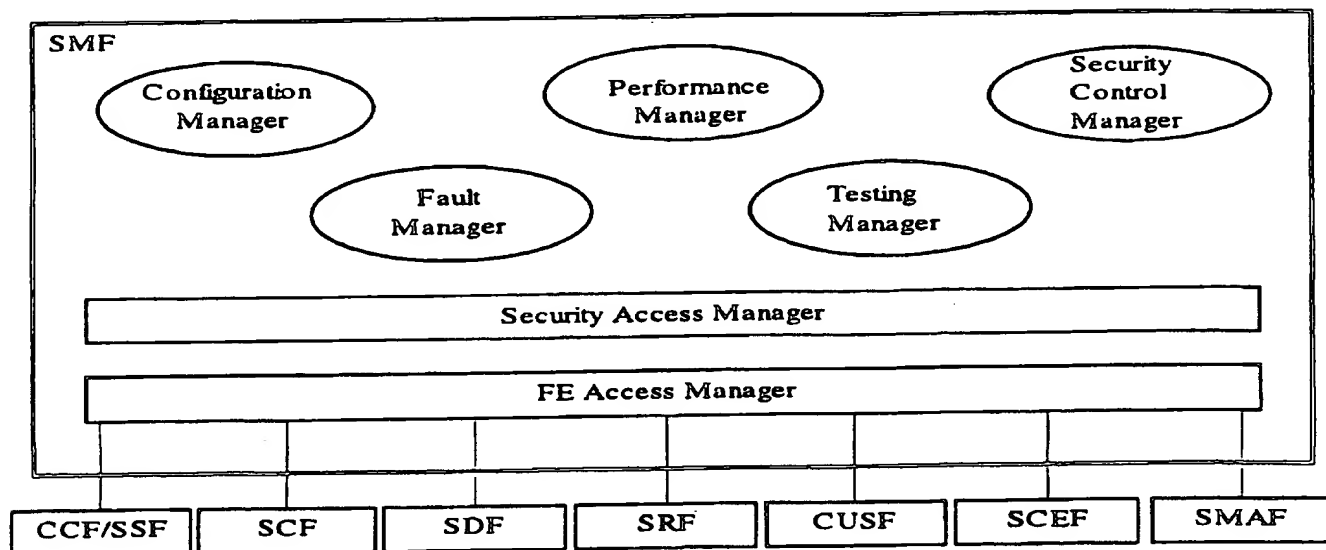 SMF
Configuration
Manager
Performance
Manager
Security
Control
Manager
Fault
Manager
Testing
Manager
Security Access Manager
FE Access Manager
CCF/SSF
SCF
SDF
SRF
CUSF
SCEF
SMAF